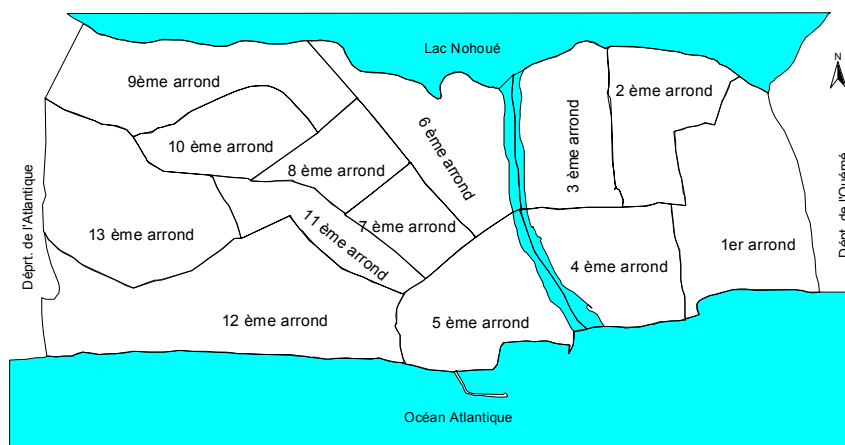 Lac Nohoué
N
9ème arrond
2 ème arrond
10 ème arrond
6 ème arrond
3 ème arrond
8 ème arrond
Déprt. de l'Atlantique
13 ème arrond
11 ème arrond
7 ème arrond
1er arrond
Dépt. de l'Ouémé
4 ème arrond
12 ème arrond
5 ème arrond
Océan Atlantique